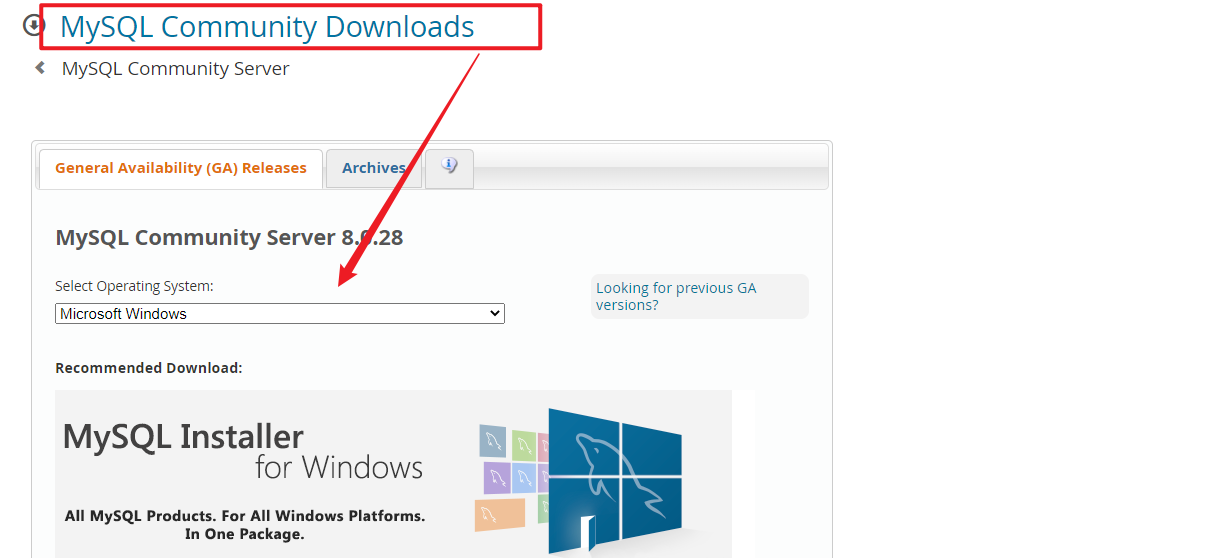 MySQL Community Downloads
MySQL Community Server
General Availability (GA) Releases
Archives
MySQL Community Server 8.0.28
Select Operating System:
Microsoft Windows
Looking for previous GA
versions?
Recommended Download:
MySQL Installer
for Windows
All MySQL Products. For All Windows Platforms.
In One Package.